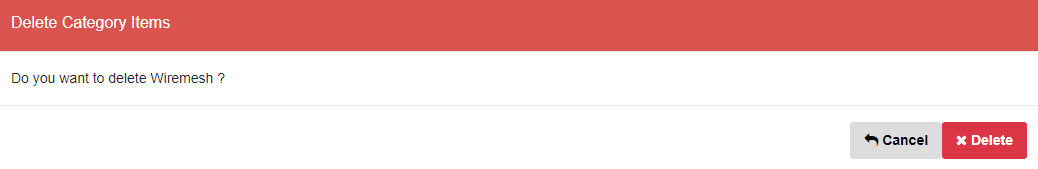 Delete Category Items
Do you want to delete Wiremesh ?
Cancel Delete